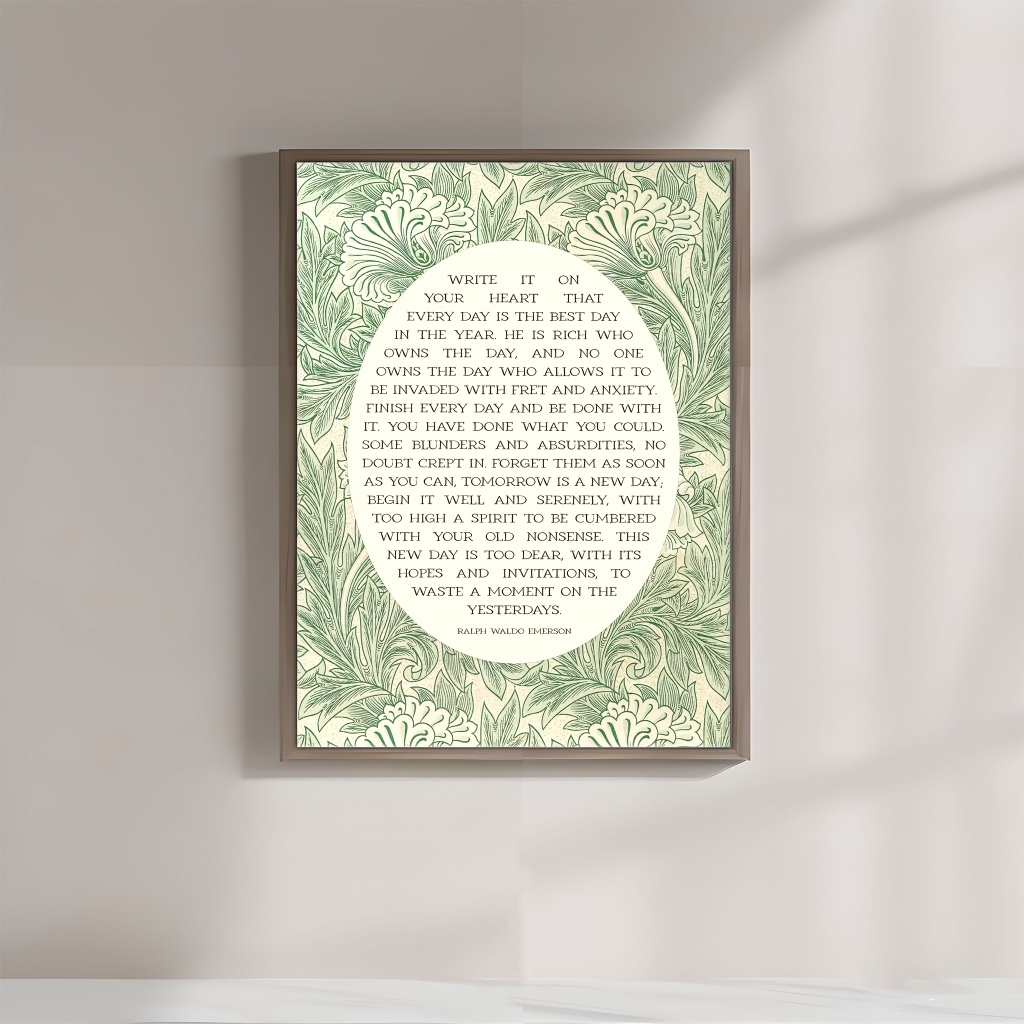 WRITE IT ON
YOUR HEART THAT
EVERY DAY IS THE BEST DAY
IN THE YEAR. HE IS RICH WHO
OWNS THE DAY, AND NO ONE
OWNS THE DAY WHO ALLOWS IT TO
BE INVADED WITH FRET AND ANXIETY.
FINISH EVERY DAY AND BE DONE WITH
IT. YOU HAVE DONE WHAT YOU COULD.
SOME BLUNDERS AND ABSURDITIES, NO
DOUBT CREPT IN. FORGET THEM AS SOON
AS YOU CAN, TOMORROW IS A NEW DAY;
BEGIN IT WELL AND SERENELY, WITH
TOO HIGH A SPIRIT TO BE CUMBERED
WITH YOUR OLD NONSENSE. THIS
NEW DAY IS TOO DEAR, WITH ITS
HOPES AND INVITATIONS, TO
WASTE A MOMENT ON THE
YESTERDAYS.
RALPH WALDO EMERSON